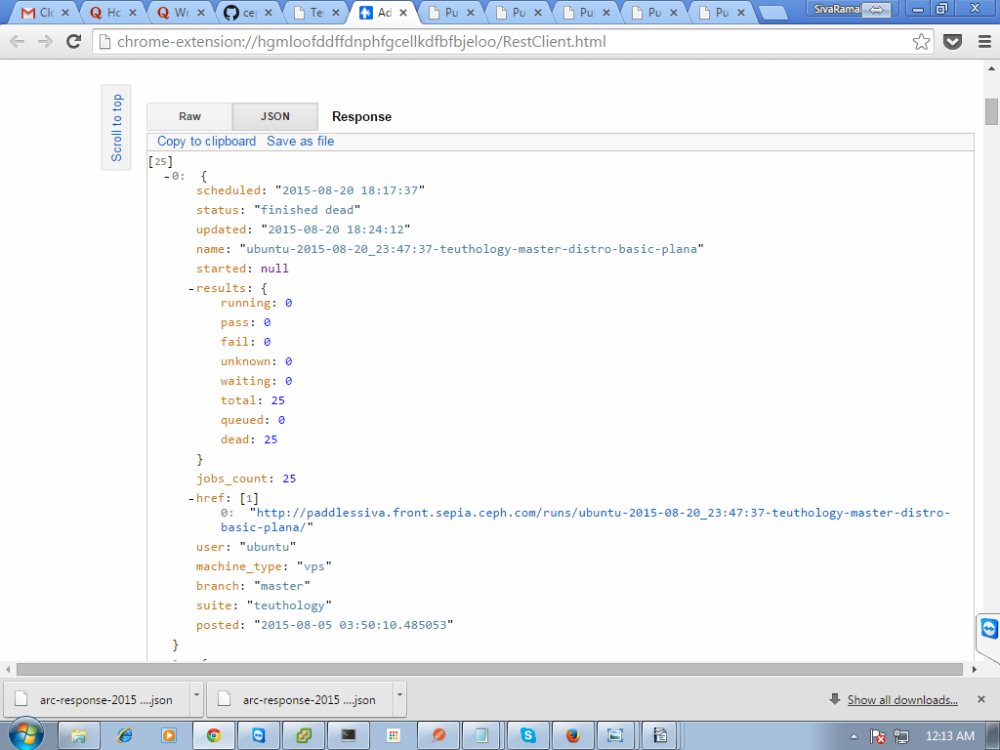 Clo
Ho
Wr
cep
Te
Ad
Pu
Pu
Pu
Pu
Pu
SivaRamal
chrome-extension://hgmloofddffdnphfgcellkdfbfbjeloo/RestClient.html
Scroll to top
Raw JSON Response
Copy to clipboard Save as file
[25]
-0: {
scheduled: "2015-08-20 18:17:37"
status: "finished dead"
updated: "2015-08-20 18:24:12"
name: "ubuntu-2015-08-20_23:47:37-teuthology-master-distro-basic-plana"
started: null
-results: {
running: 0
pass: 0
fail: 0
unknown: 0
waiting: 0
total: 25
queued: 0
dead: 25
}
jobs_count: 25
-href: [1]
0: "http://paddlessiva.front.sepia.ceph.com/runs/ubuntu-2015-08-20_23:47:37-teuthology-master-distro-
basic-plana/"
user: "ubuntu"
machine_type: "vps"
branch: "master"
suite: "teuthology"
posted: "2015-08-05 03:50:10.485053"
}
arc-response-2015 ....json
arc-response-2015 ....json
Show all downloads...
12:13 AM